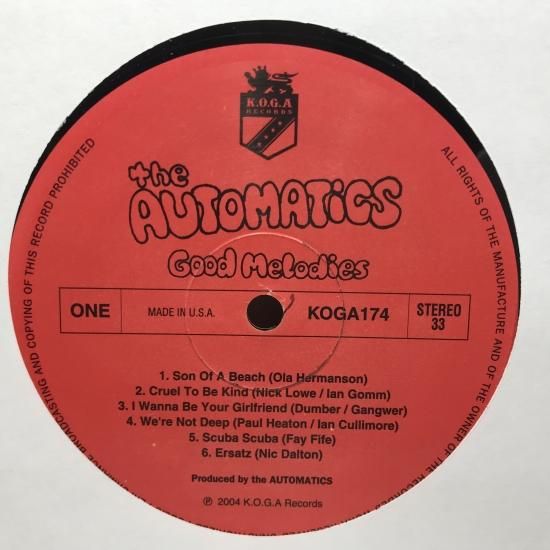 K.O.G.A
RECORDS
the
AUTOMATICS
Good Melodies
ONE
MADE IN U.S.A.
KOGA174
STEREO
33
1. Son Of A Beach (Ola Hermanson)
2. Cruel To Be Kind (Nick Lowe / Ian Gomm)
3. I Wanna Be Your Girlfriend (Dumber / Gangwer)
4. We're Not Deep (Paul Heaton / Ian Cullimore)
5. Scuba Scuba (Fay Fife)
6. Ersatz (Nic Dalton)
Produced by the AUTOMATICS
℗ 2004 K.O.G.A Records
ALL RIGHTS OF THE MANUFACTURE AND OF THE OWNER OF THE
BROADCASTING AND COPYING OF THIS RECORD PROHIBITED